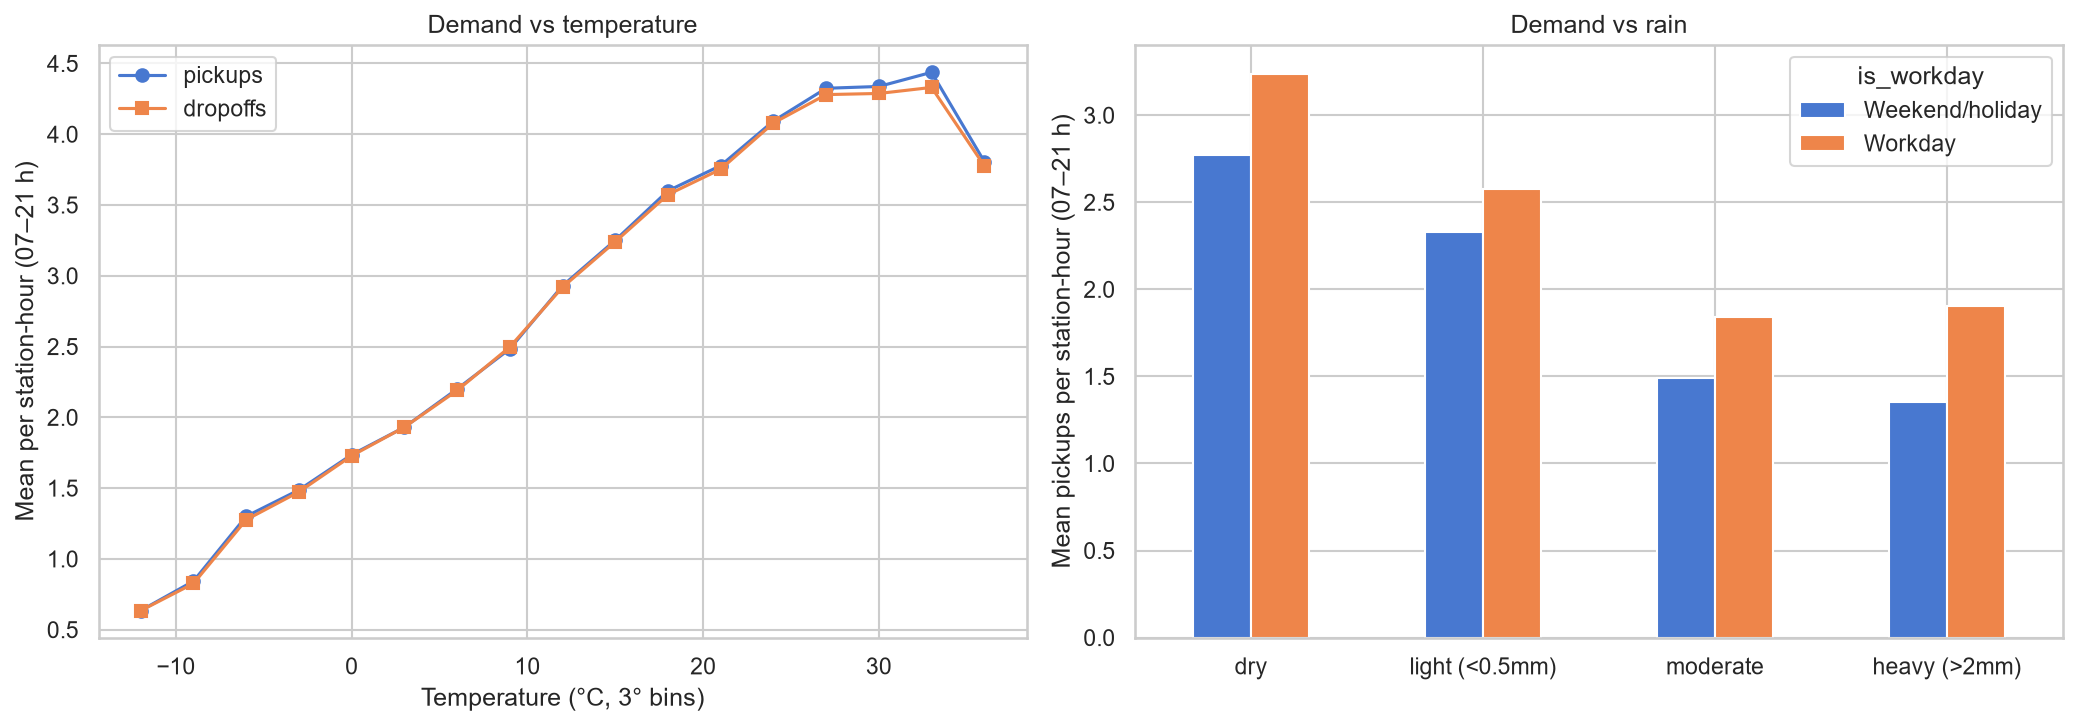 Demand vs temperature
pickups
dropoffs
Mean per station-hour (07–21 h)
4.5
4.0
3.5
3.0
2.5
2.0
1.5
1.0
0.5
−10
0
10
20
30
Temperature (°C, 3° bins)
Demand vs rain
is_workday
Weekend/holiday
Workday
Mean pickups per station-hour (07–21 h)
3.0
2.5
2.0
1.5
1.0
0.5
0.0
dry
light (<0.5mm)
moderate
heavy (>2mm)